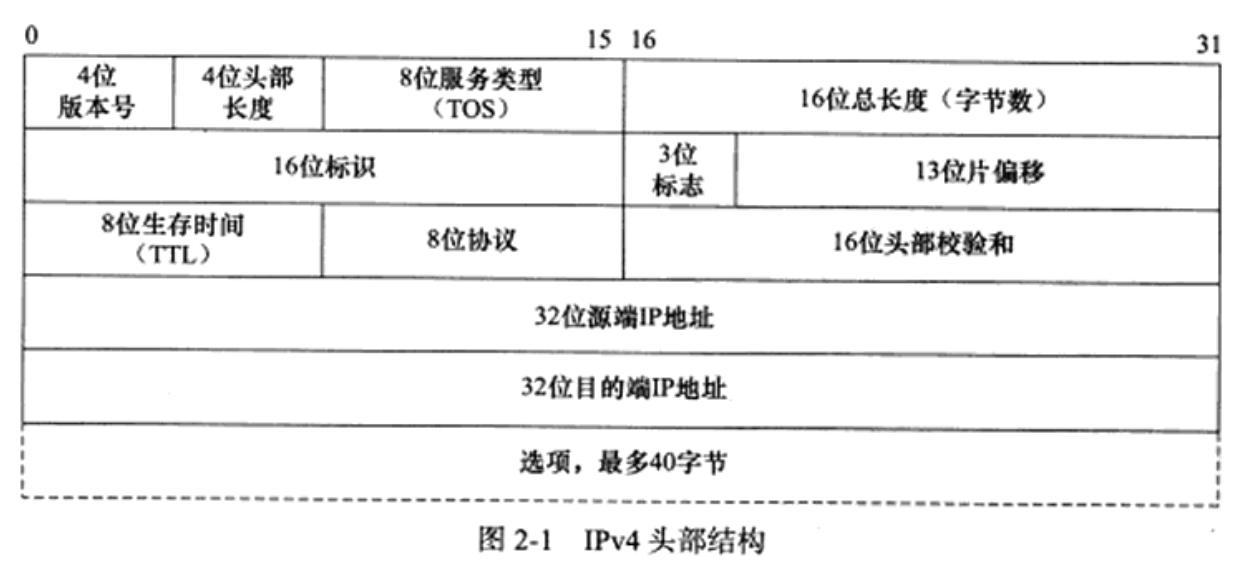 0 15 16 31
4位
版本号
4位头部
长度
8位服务类型
（TOS）
16位总长度（字节数）
16位标识
3位
标志
13位片偏移
8位生存时间
（TTL）
8位协议
16位头部校验和
32位源端IP地址
32位目的端IP地址
选项，最多40字节
图 2-1 IPv4 头部结构